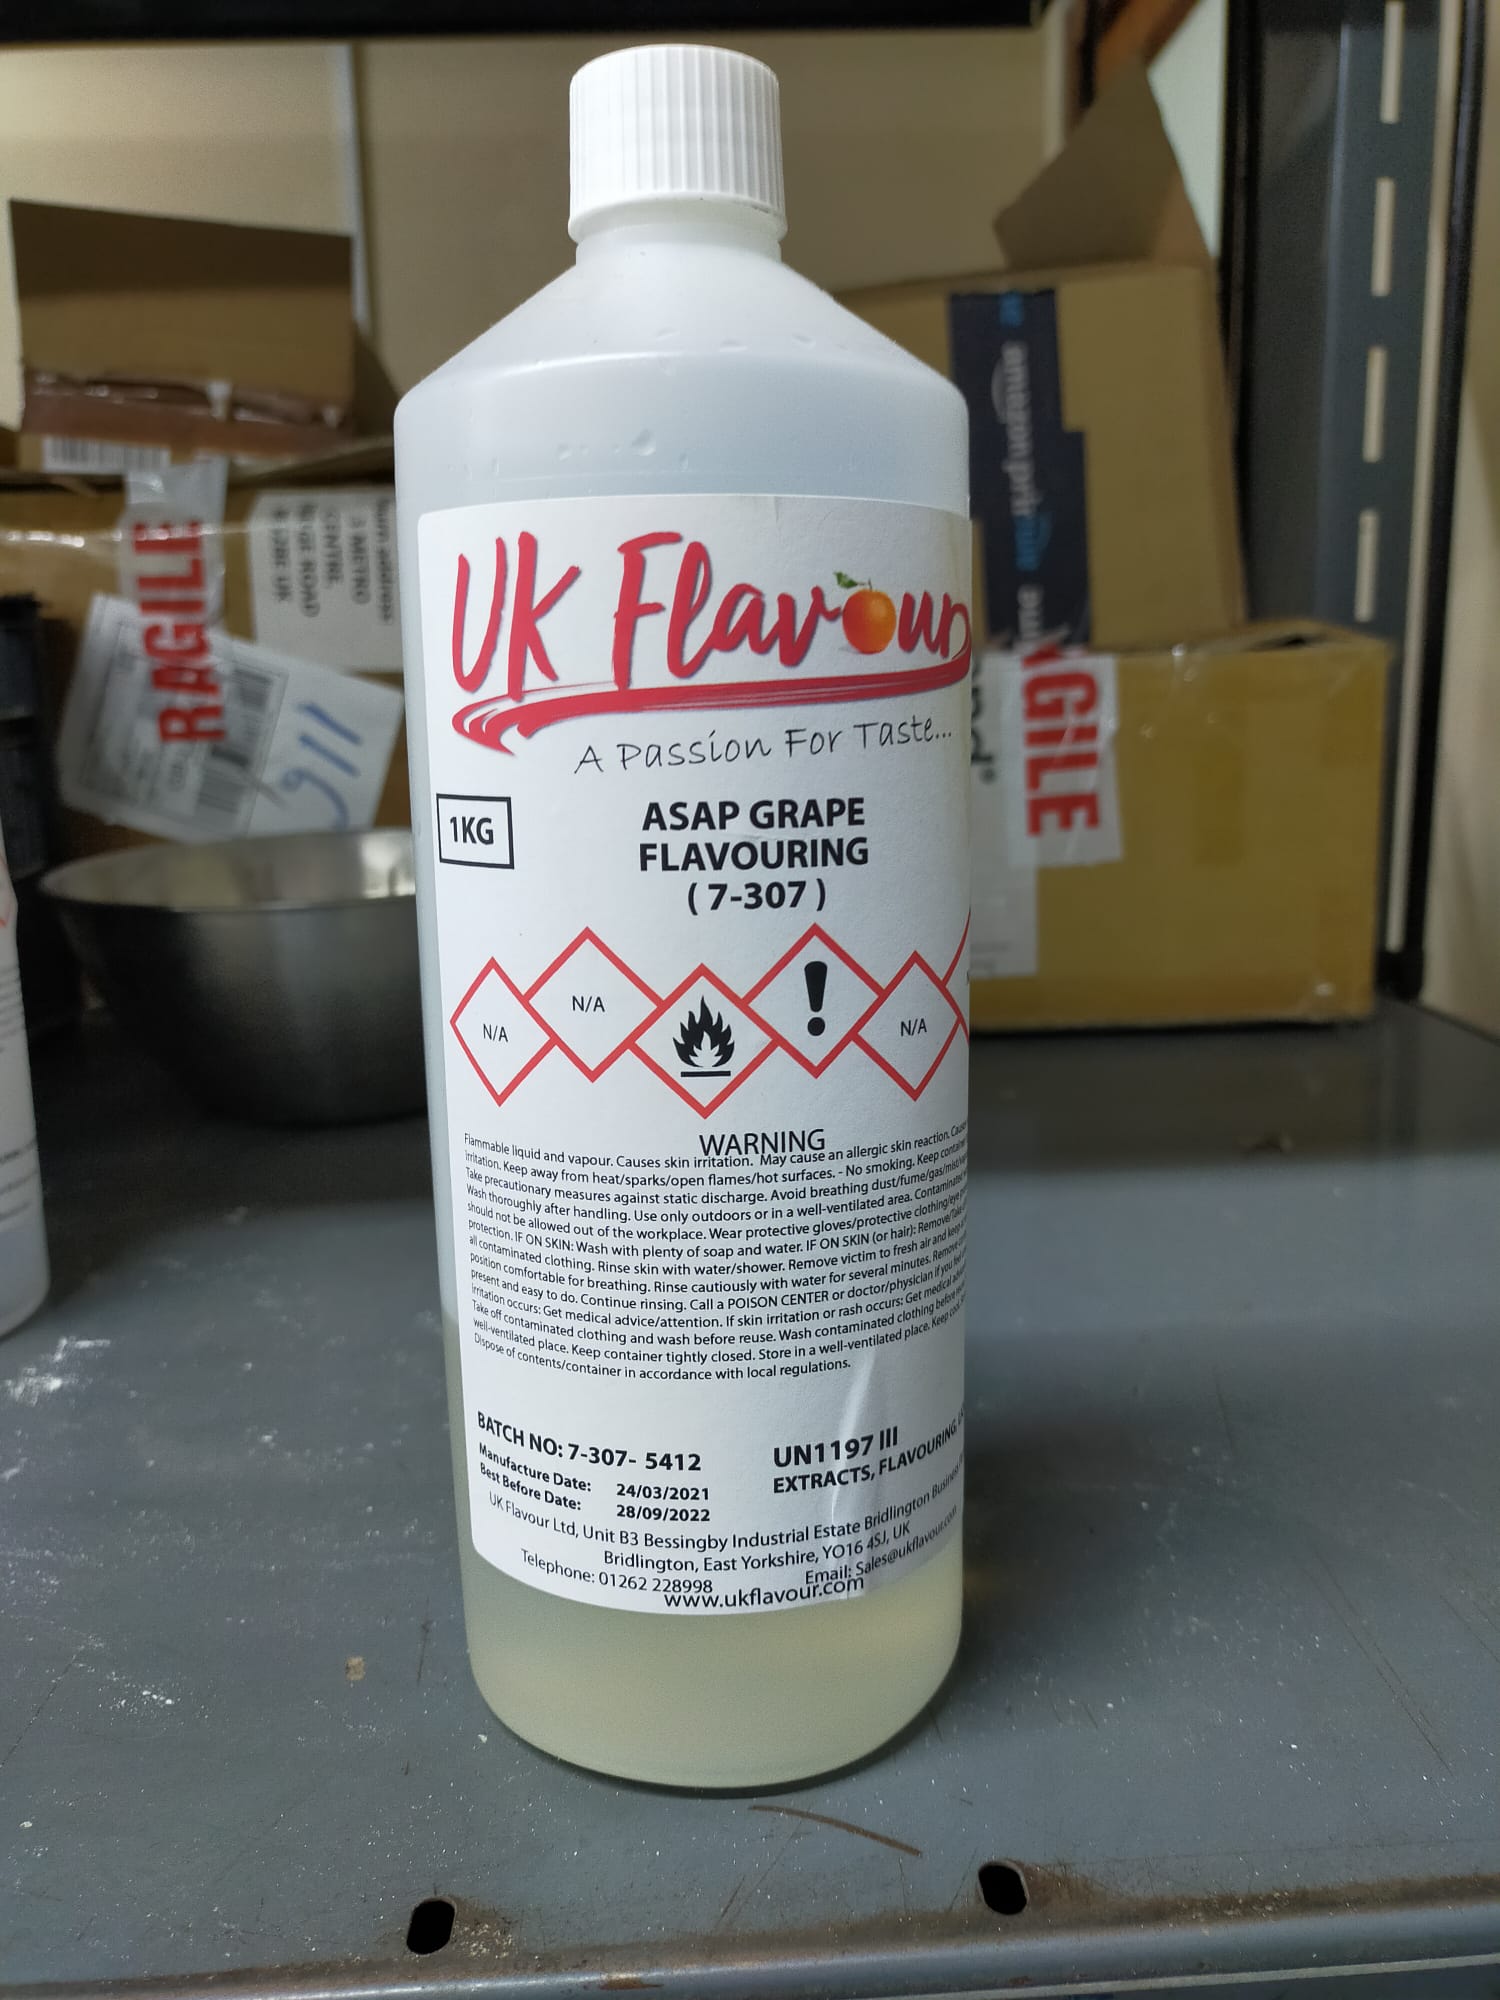 UK Flavour
A Passion For Taste...
1KG
ASAP GRAPE
FLAVOURING
( 7-307 )
N/A
N/A
N/A
WARNING
Flammable liquid and vapour. Causes skin irritation. May cause an allergic skin reaction.
irritation. Keep away from heat/sparks/open flames/hot surfaces. - No smoking. Keep
Take precautionary measures against static discharge. Avoid breathing dust/fume/gas/mist/
Wash thoroughly after handling. Use only outdoors or in a well-ventilated area. Contaminated
should not be allowed out of the workplace. Wear protective gloves/protective clothing/eye
protection. IF ON SKIN: Wash with plenty of soap and water. IF ON SKIN (or hair): Remove/Take
all contaminated clothing. Rinse skin with water/shower. Remove victim to fresh air and keep
position comfortable for breathing. Rinse cautiously with water for several minutes. Remove
present and easy to do. Continue rinsing. Call a POISON CENTER or doctor/physician if you feel
irritation occurs: Get medical advice/attention. If skin irritation or rash occurs: Get medical
Take off contaminated clothing and wash before reuse. Wash contaminated clothing before
well-ventilated place. Keep container tightly closed. Store in a well-ventilated place. Keep cool.
Dispose of contents/container in accordance with local regulations.
BATCH NO: 7-307- 5412
Manufacture Date: 24/03/2021
Best Before Date: 28/09/2022
UN1197 III
EXTRACTS, FLAVOURING,
UK Flavour Ltd, Unit B3 Bessingby Industrial Estate Bridlington Business
Bridlington, East Yorkshire, YO16 4SJ, UK
Telephone: 01262 228998
Email: Sales@ukflavour.com
www.ukflavour.com
RAGILE
3 METRO
CENTRE,
ROAD
UK
911
amazonprime
GILE